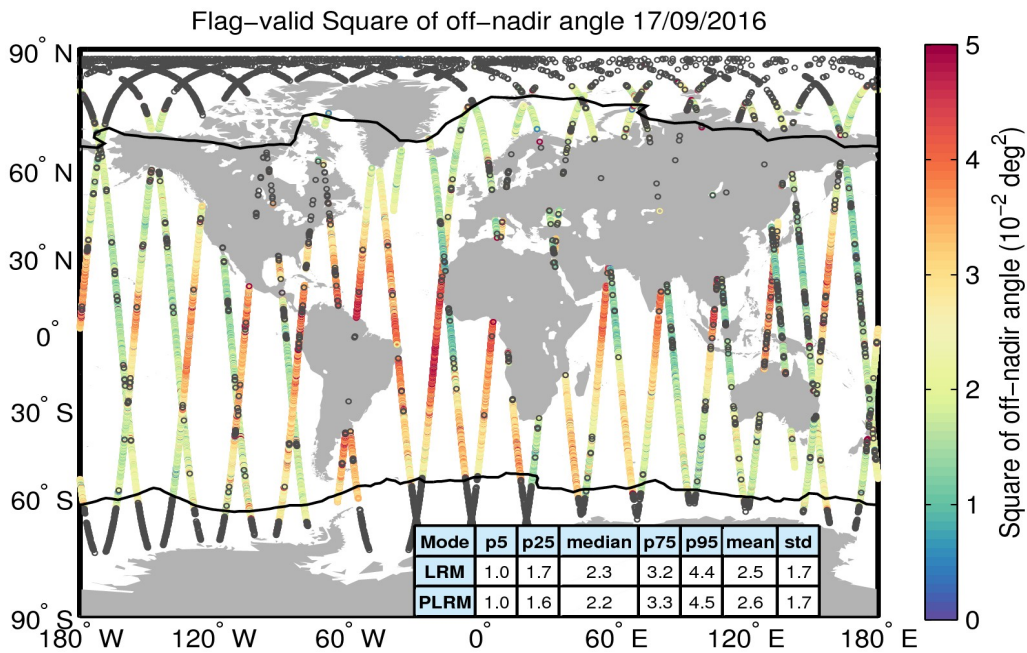 Flag−valid Square of off−nadir angle 17/09/2016
90° N
60° N
30° N
0°
30° S
60° S
90° S
180° W
120° W
60° W
0°
60° E
120° E
180° E
Mode p5 p25 median p75 p95 mean std
LRM 1.0 1.7 2.3 3.2 4.4 2.5 1.7
PLRM 1.0 1.6 2.2 3.3 4.5 2.6 1.7
5
4
3
2
1
0
Square of off−nadir angle (10⁻² deg²)